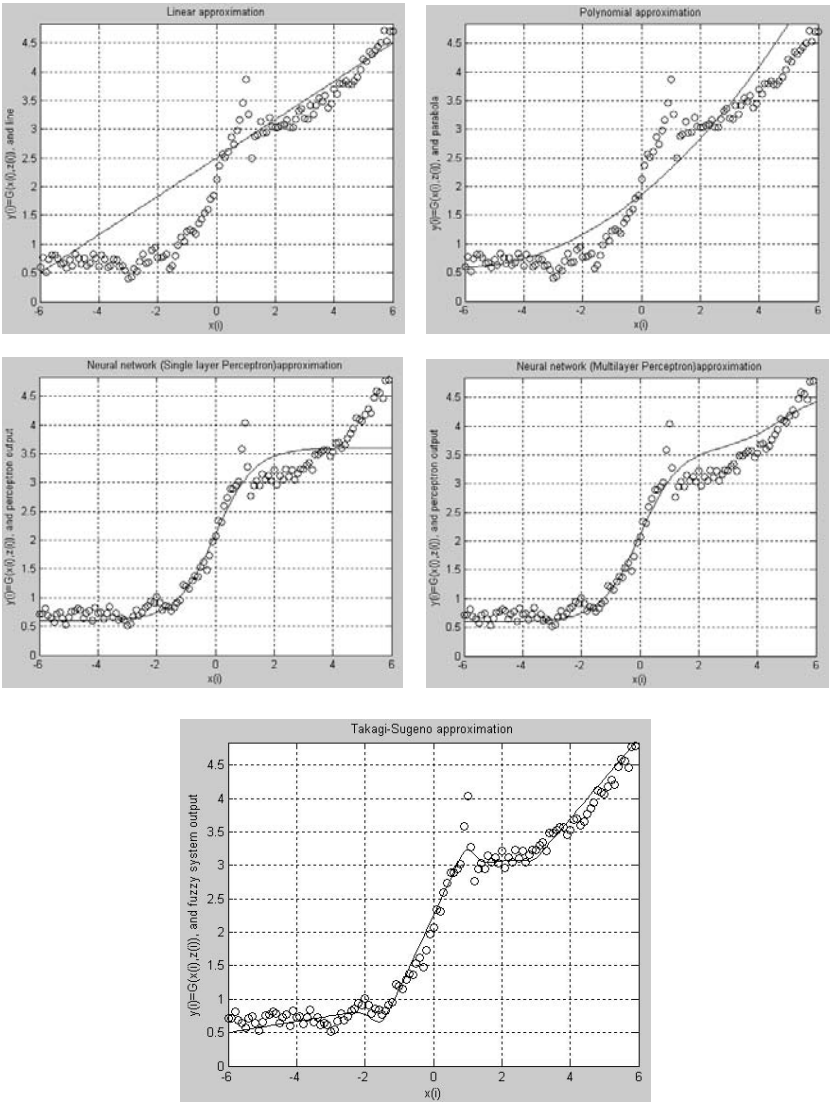 Linear approximation
y(i)=G(x(i),z(i)), and line
4.5
4
3.5
3
2.5
2
1.5
1
0.5
0
-6 -4 -2 0 2 4 6
x(i)
Polynomial approximation
y(i)=G(x(i),z(i)), and parabola
4.5
4
3.5
3
2.5
2
1.5
1
0.5
0
-6 -4 -2 0 2 4 6
x(i)
Neural network (Single layer Perceptron)approximation
y(i)=G(x(i),z(i)), and perceptron output
4.5
4
3.5
3
2.5
2
1.5
1
0.5
0
-6 -4 -2 0 2 4 6
x(i)
Neural network (Multilayer Perceptron)approximation
y(i)=G(x(i),z(i)), and perceptron output
4.5
4
3.5
3
2.5
2
1.5
1
0.5
0
-6 -4 -2 0 2 4 6
x(i)
Takagi-Sugeno approximation
y(i)=G(x(i),z(i)), and fuzzy system output
4.5
4
3.5
3
2.5
2
1.5
1
0.5
0
-6 -4 -2 0 2 4 6
x(i)